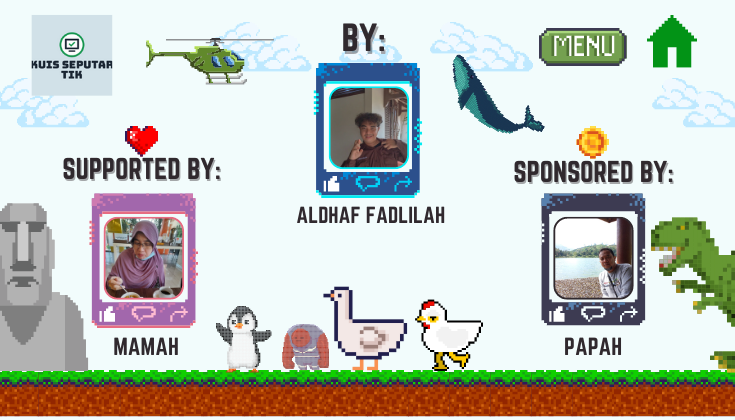 KUIS SEPUTAR
TIK
BY:
MENU
SUPPORTED BY:
SPONSORED BY:
ALDHAF FADLILAH
MAMAH
PAPAH